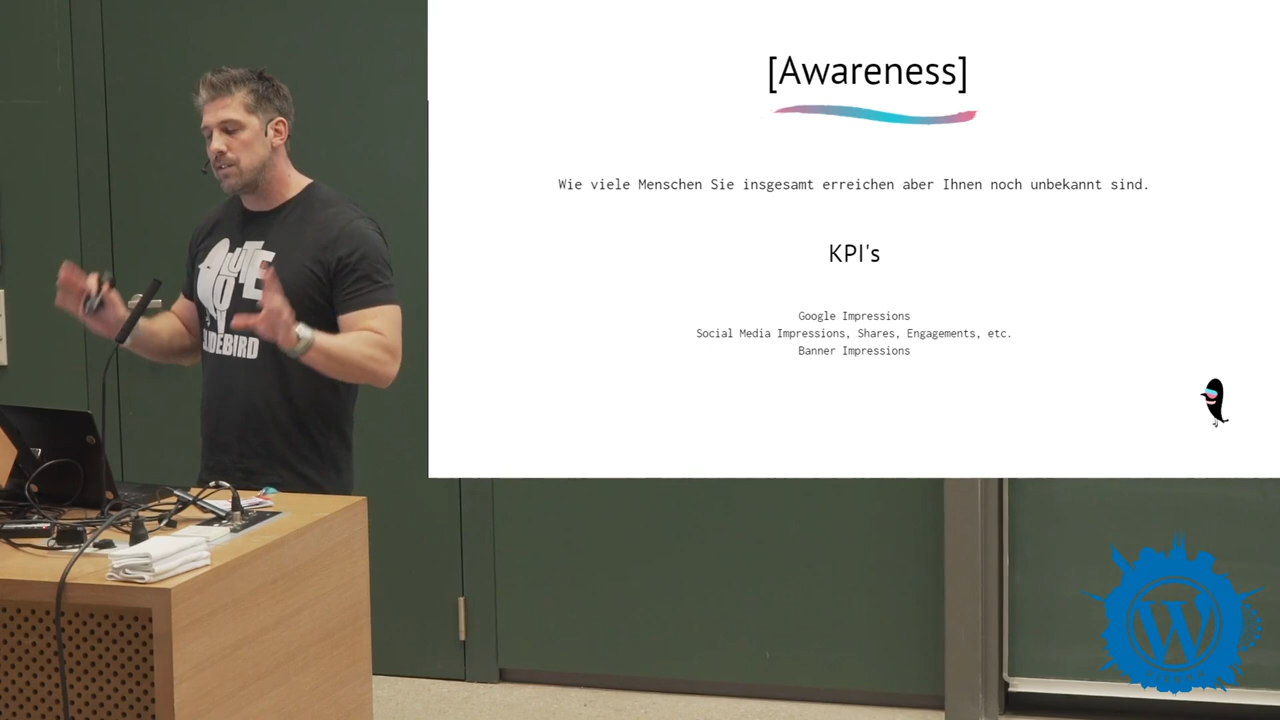 [Awareness]
Wie viele Menschen Sie insgesamt erreichen aber Ihnen noch unbekannt sind.
KPI's
Google Impressions
Social Media Impressions, Shares, Engagements, etc.
Banner Impressions